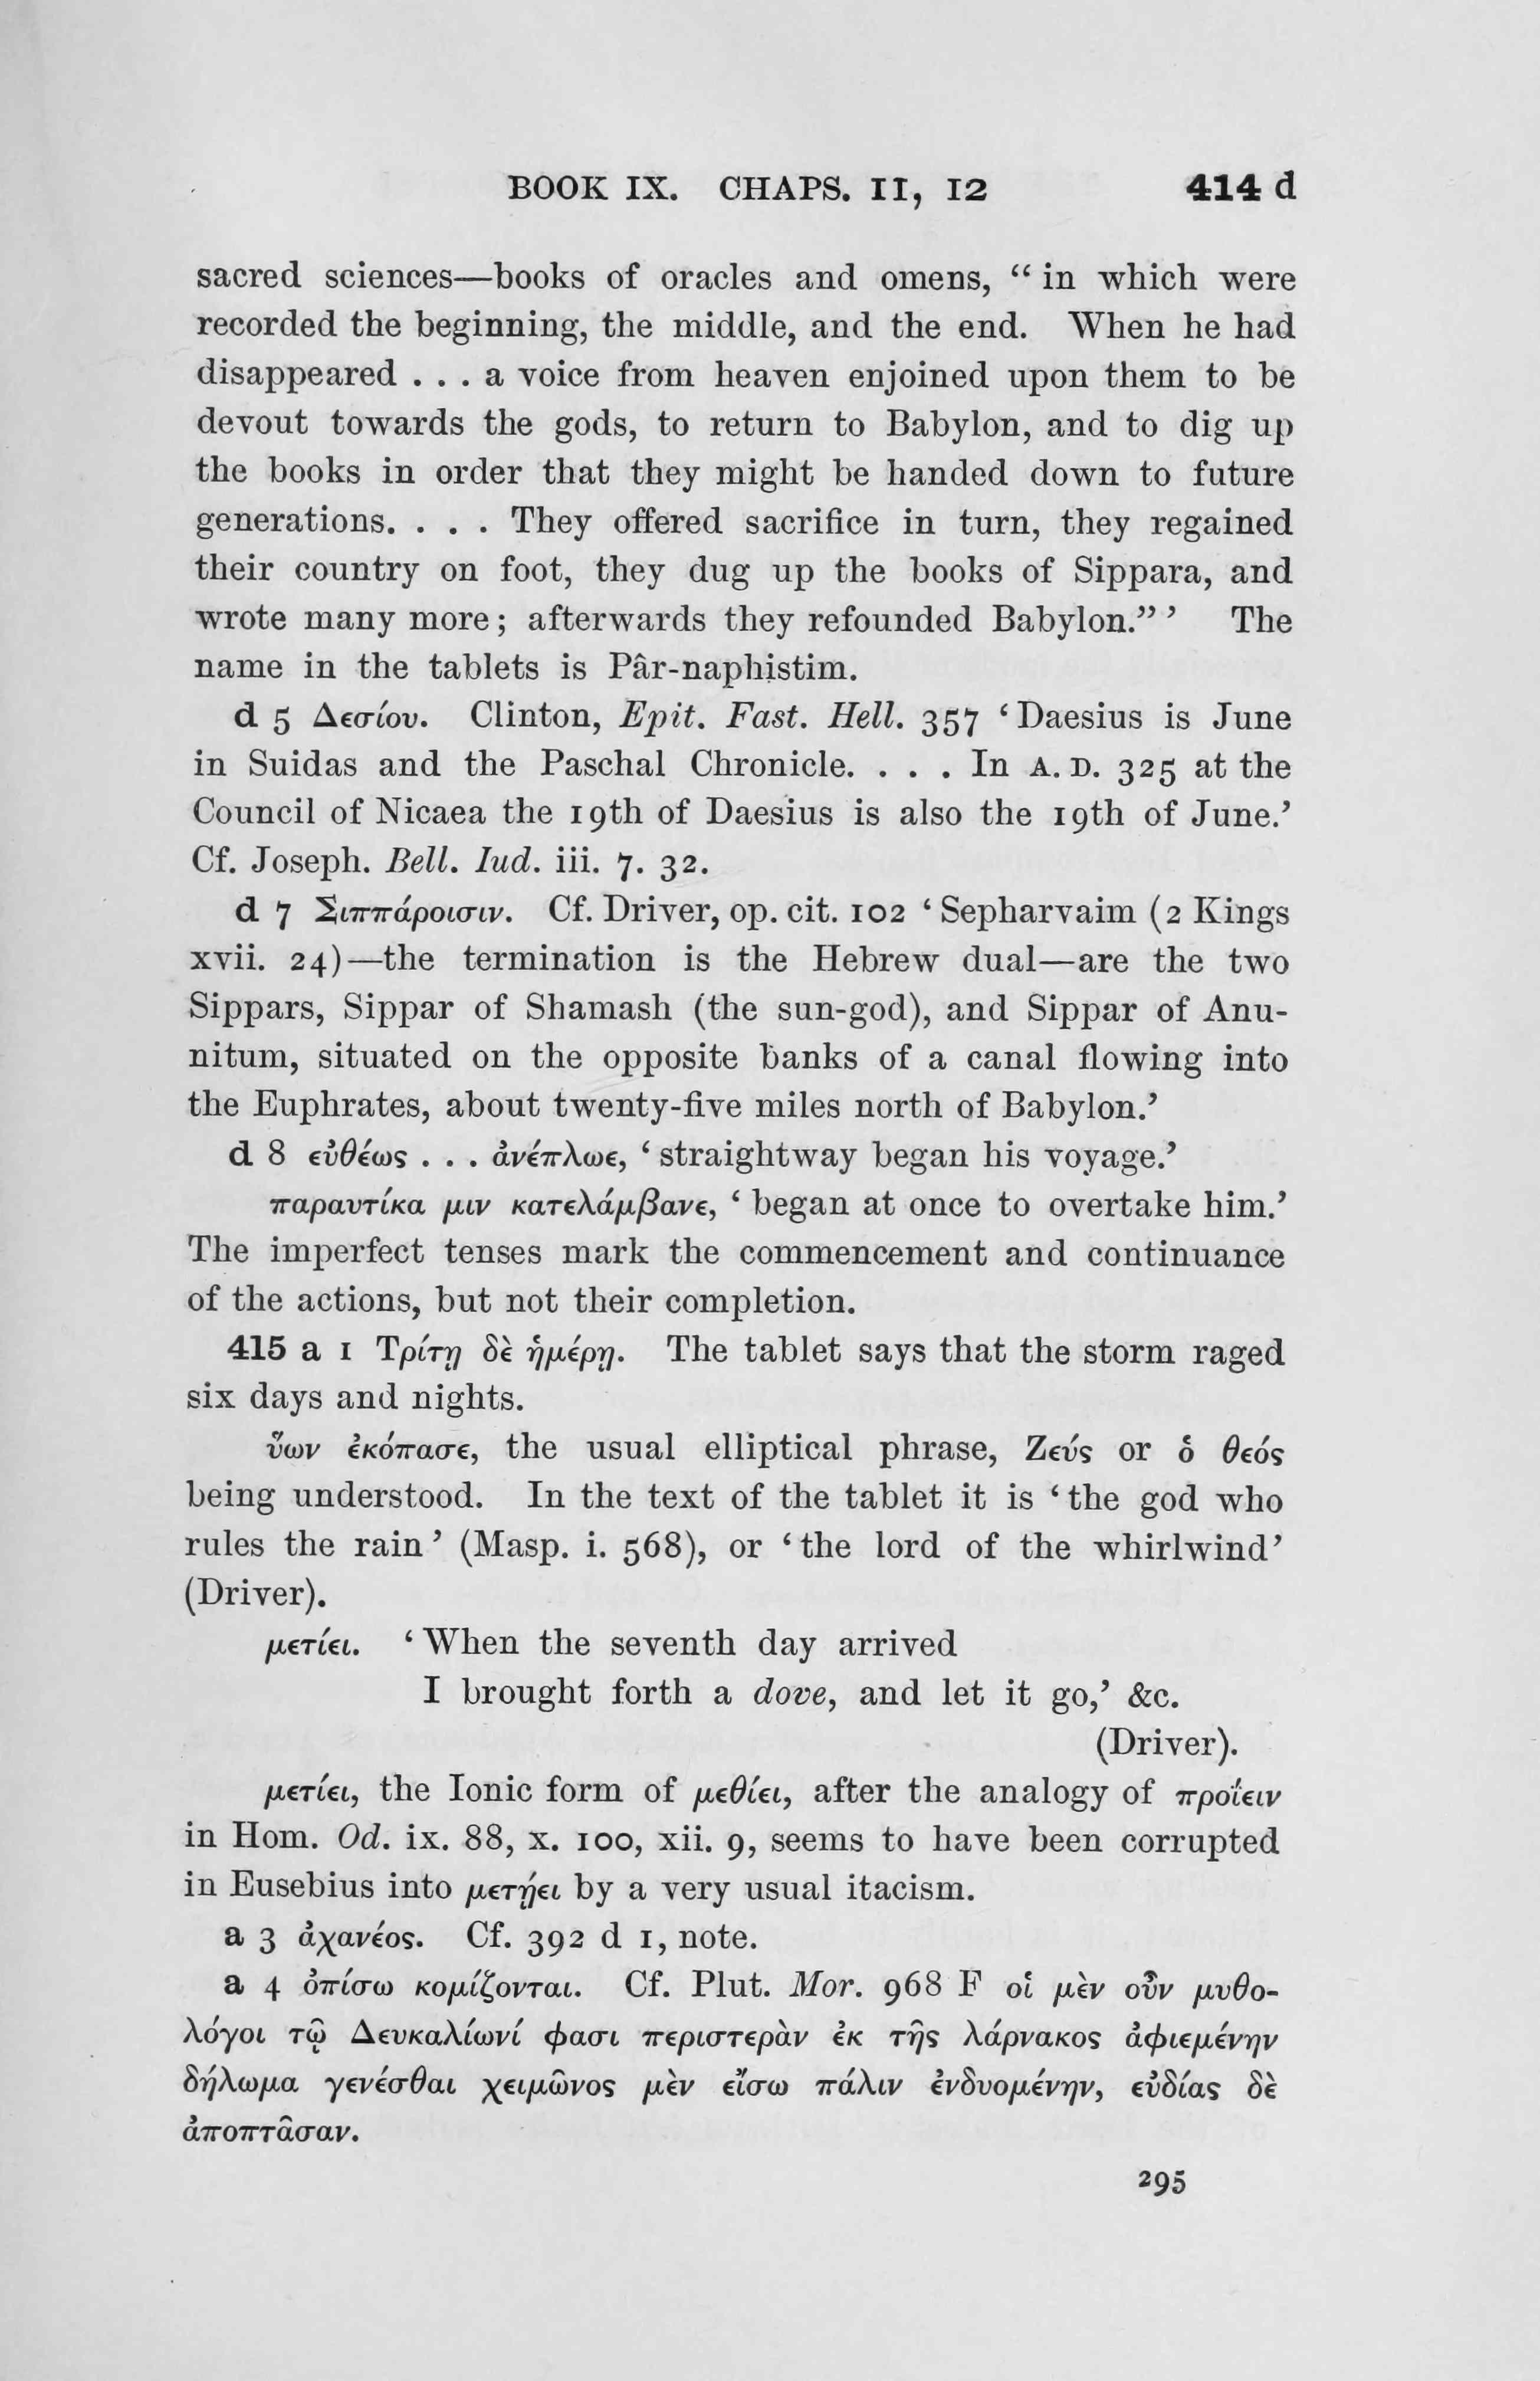 BOOK IX. CHAPS. 11, 12 414 d
sacred sciences—books of oracles and omens, “ in which were
recorded the beginning, the middle, and the end. When he had
disappeared . . . a voice from heaven enjoined upon them to be
devout towards the gods, to return to Babylon, and to dig up
the books in order that they might be handed down to future
generations. . . . They offered sacrifice in turn, they regained
their country on foot, they dug up the books of Sippara, and
wrote many more; afterwards they refounded Babylon.” ’ The
name in the tablets is Pâr-napḥistim.
d 5 Δεσίου. Clinton, Epit. Fast. Hell. 357 ‘ Daesius is June
in Suidas and the Paschal Chronicle. . . . In A. D. 325 at the
Council of Nicaea the 19th of Daesius is also the 19th of June.’
Cf. Joseph. Bell. Iud. iii. 7. 32.
d 7 Σιππάροισιν. Cf. Driver, op. cit. 102 ‘ Sepharvaim (2 Kings
xvii. 24)—the termination is the Hebrew dual—are the two
Sippars, Sippar of Shamash (the sun-god), and Sippar of Anu-
nitum, situated on the opposite banks of a canal flowing into
the Euphrates, about twenty-five miles north of Babylon.’
d 8 εὐθέως . . . ἀνέπλωε, ‘ straightway began his voyage.’
παραυτίκα μιν κατελάμβανε, ‘ began at once to overtake him.’
The imperfect tenses mark the commencement and continuance
of the actions, but not their completion.
415 a 1 Τρίτῃ δὲ ἡμέρῃ. The tablet says that the storm raged
six days and nights.
ὕων ἐκόπασε, the usual elliptical phrase, Ζεύς or ὁ θεός
being understood. In the text of the tablet it is ‘ the god who
rules the rain ’ (Masp. i. 568), or ‘ the lord of the whirlwind ’
(Driver).
μετίει. ‘ When the seventh day arrived
I brought forth a dove, and let it go,’ &c.
(Driver).
μετίει, the Ionic form of μεθίει, after the analogy of προΐειν
in Hom. Od. ix. 88, x. 100, xii. 9, seems to have been corrupted
in Eusebius into μετῄει by a very usual itacism.
a 3 ἀχανέος. Cf. 392 d 1, note.
a 4 ὀπίσω κομίζονται. Cf. Plut. Mor. 968 F οἱ μὲν οὖν μυθο-
λόγοι τῷ Δευκαλίωνί φασι περιστερὰν ἐκ τῆς λάρνακος ἀφιεμένην
δήλωμα γενέσθαι χειμῶνος μὲν εἴσω πάλιν ἐνδυομένην, εὐδίας δὲ
ἀποπτᾶσαν.
295